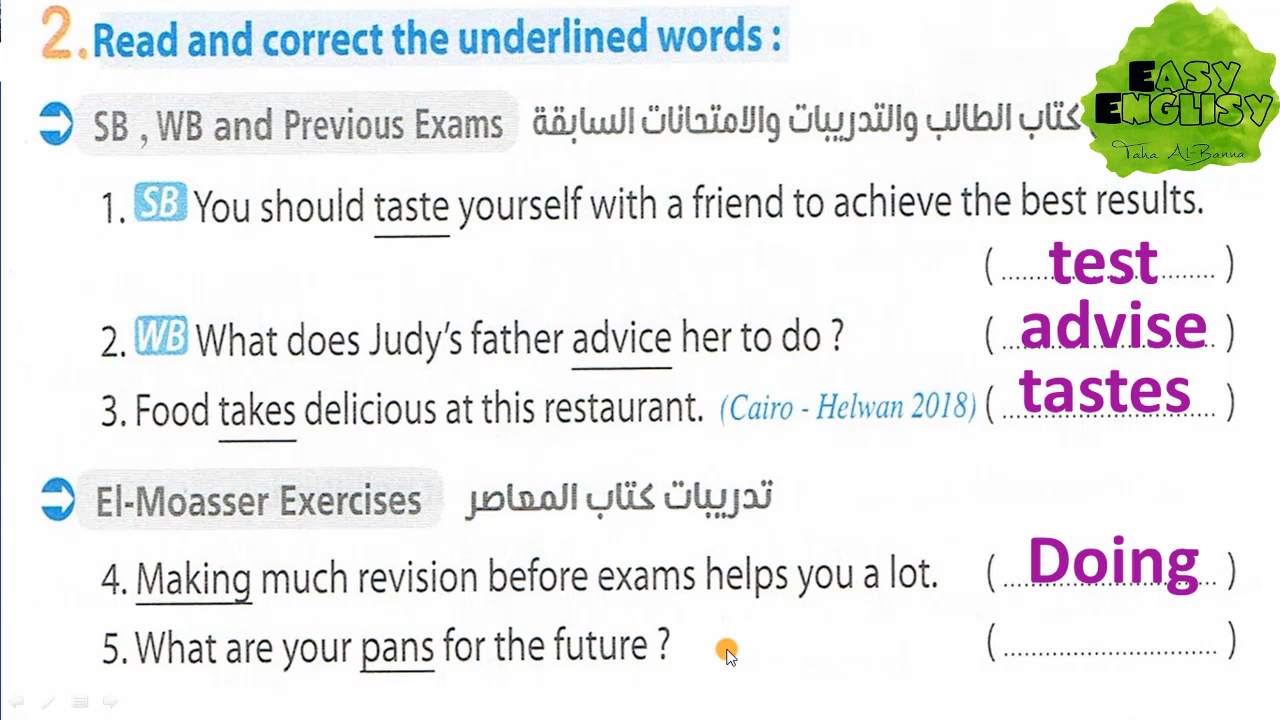 2. Read and correct the underlined words :
EASY
ENGLISY
Taha Al-Banna
SB , WB and Previous Exams كتاب الطالب والتدريبات والامتحانات السابقة
1. SB You should taste yourself with a friend to achieve the best results.
( test )
2. WB What does Judy's father advice her to do ? ( advise )
3. Food takes delicious at this restaurant. (Cairo - Helwan 2018) ( tastes )
El-Moasser Exercises تدريبات كتاب المعاصر
4. Making much revision before exams helps you a lot. ( Doing )
5. What are your pans for the future ? (.............................)